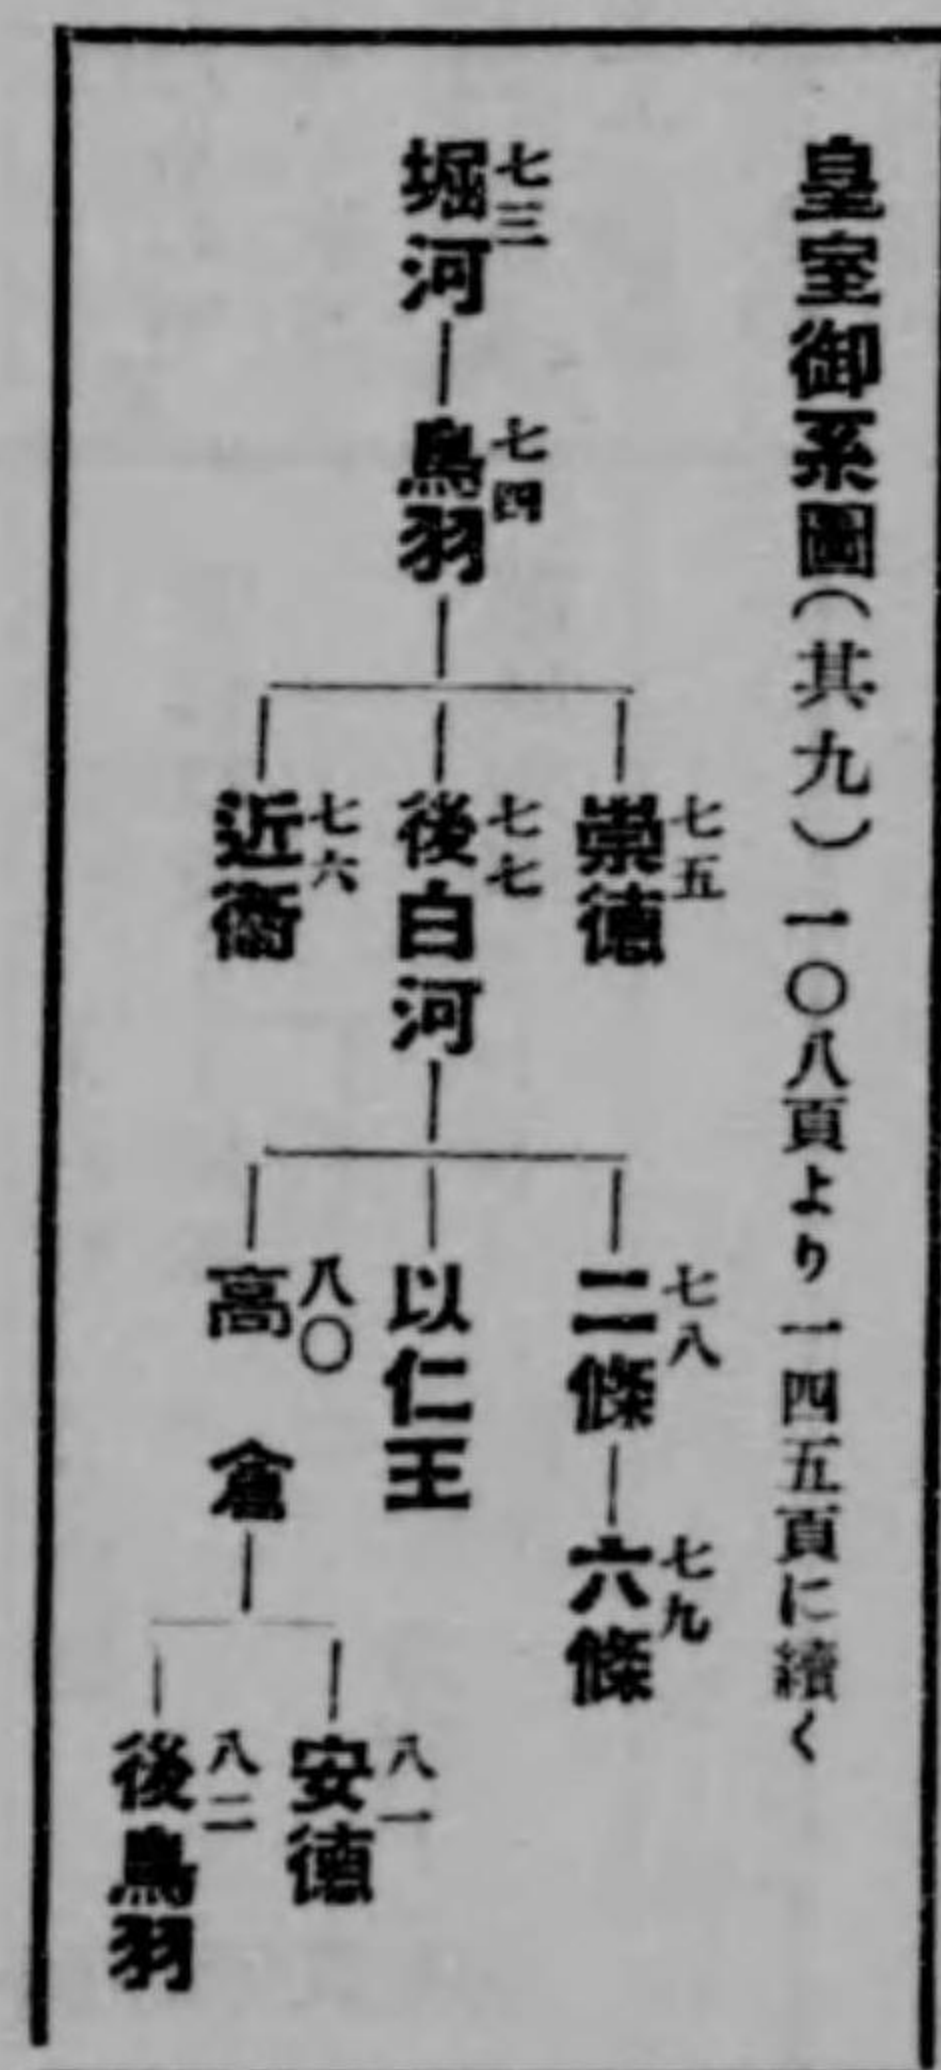 皇室御系圖(其九)一〇八頁より一四五頁に續く
七三
堀河
七四
鳥羽
七五
崇德
七七
後白河
七六
近衞
七八
二條
七九
六條
以仁王
八〇
高倉
八一
安德
八二
後鳥羽